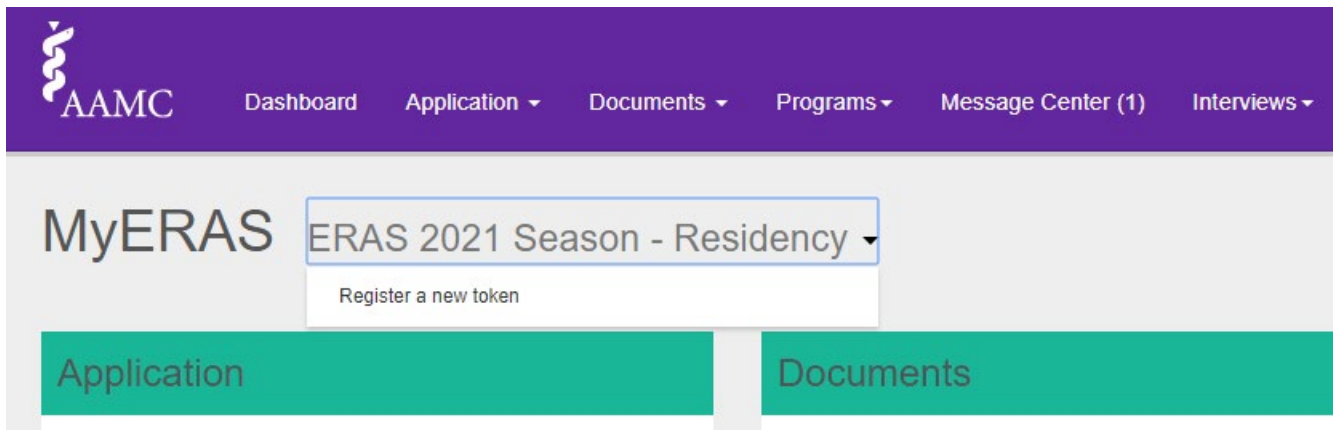 AAMC Dashboard Application Documents Programs Message Center (1) Interviews
MyERAS ERAS 2021 Season - Residency
Register a new token
Application Documents